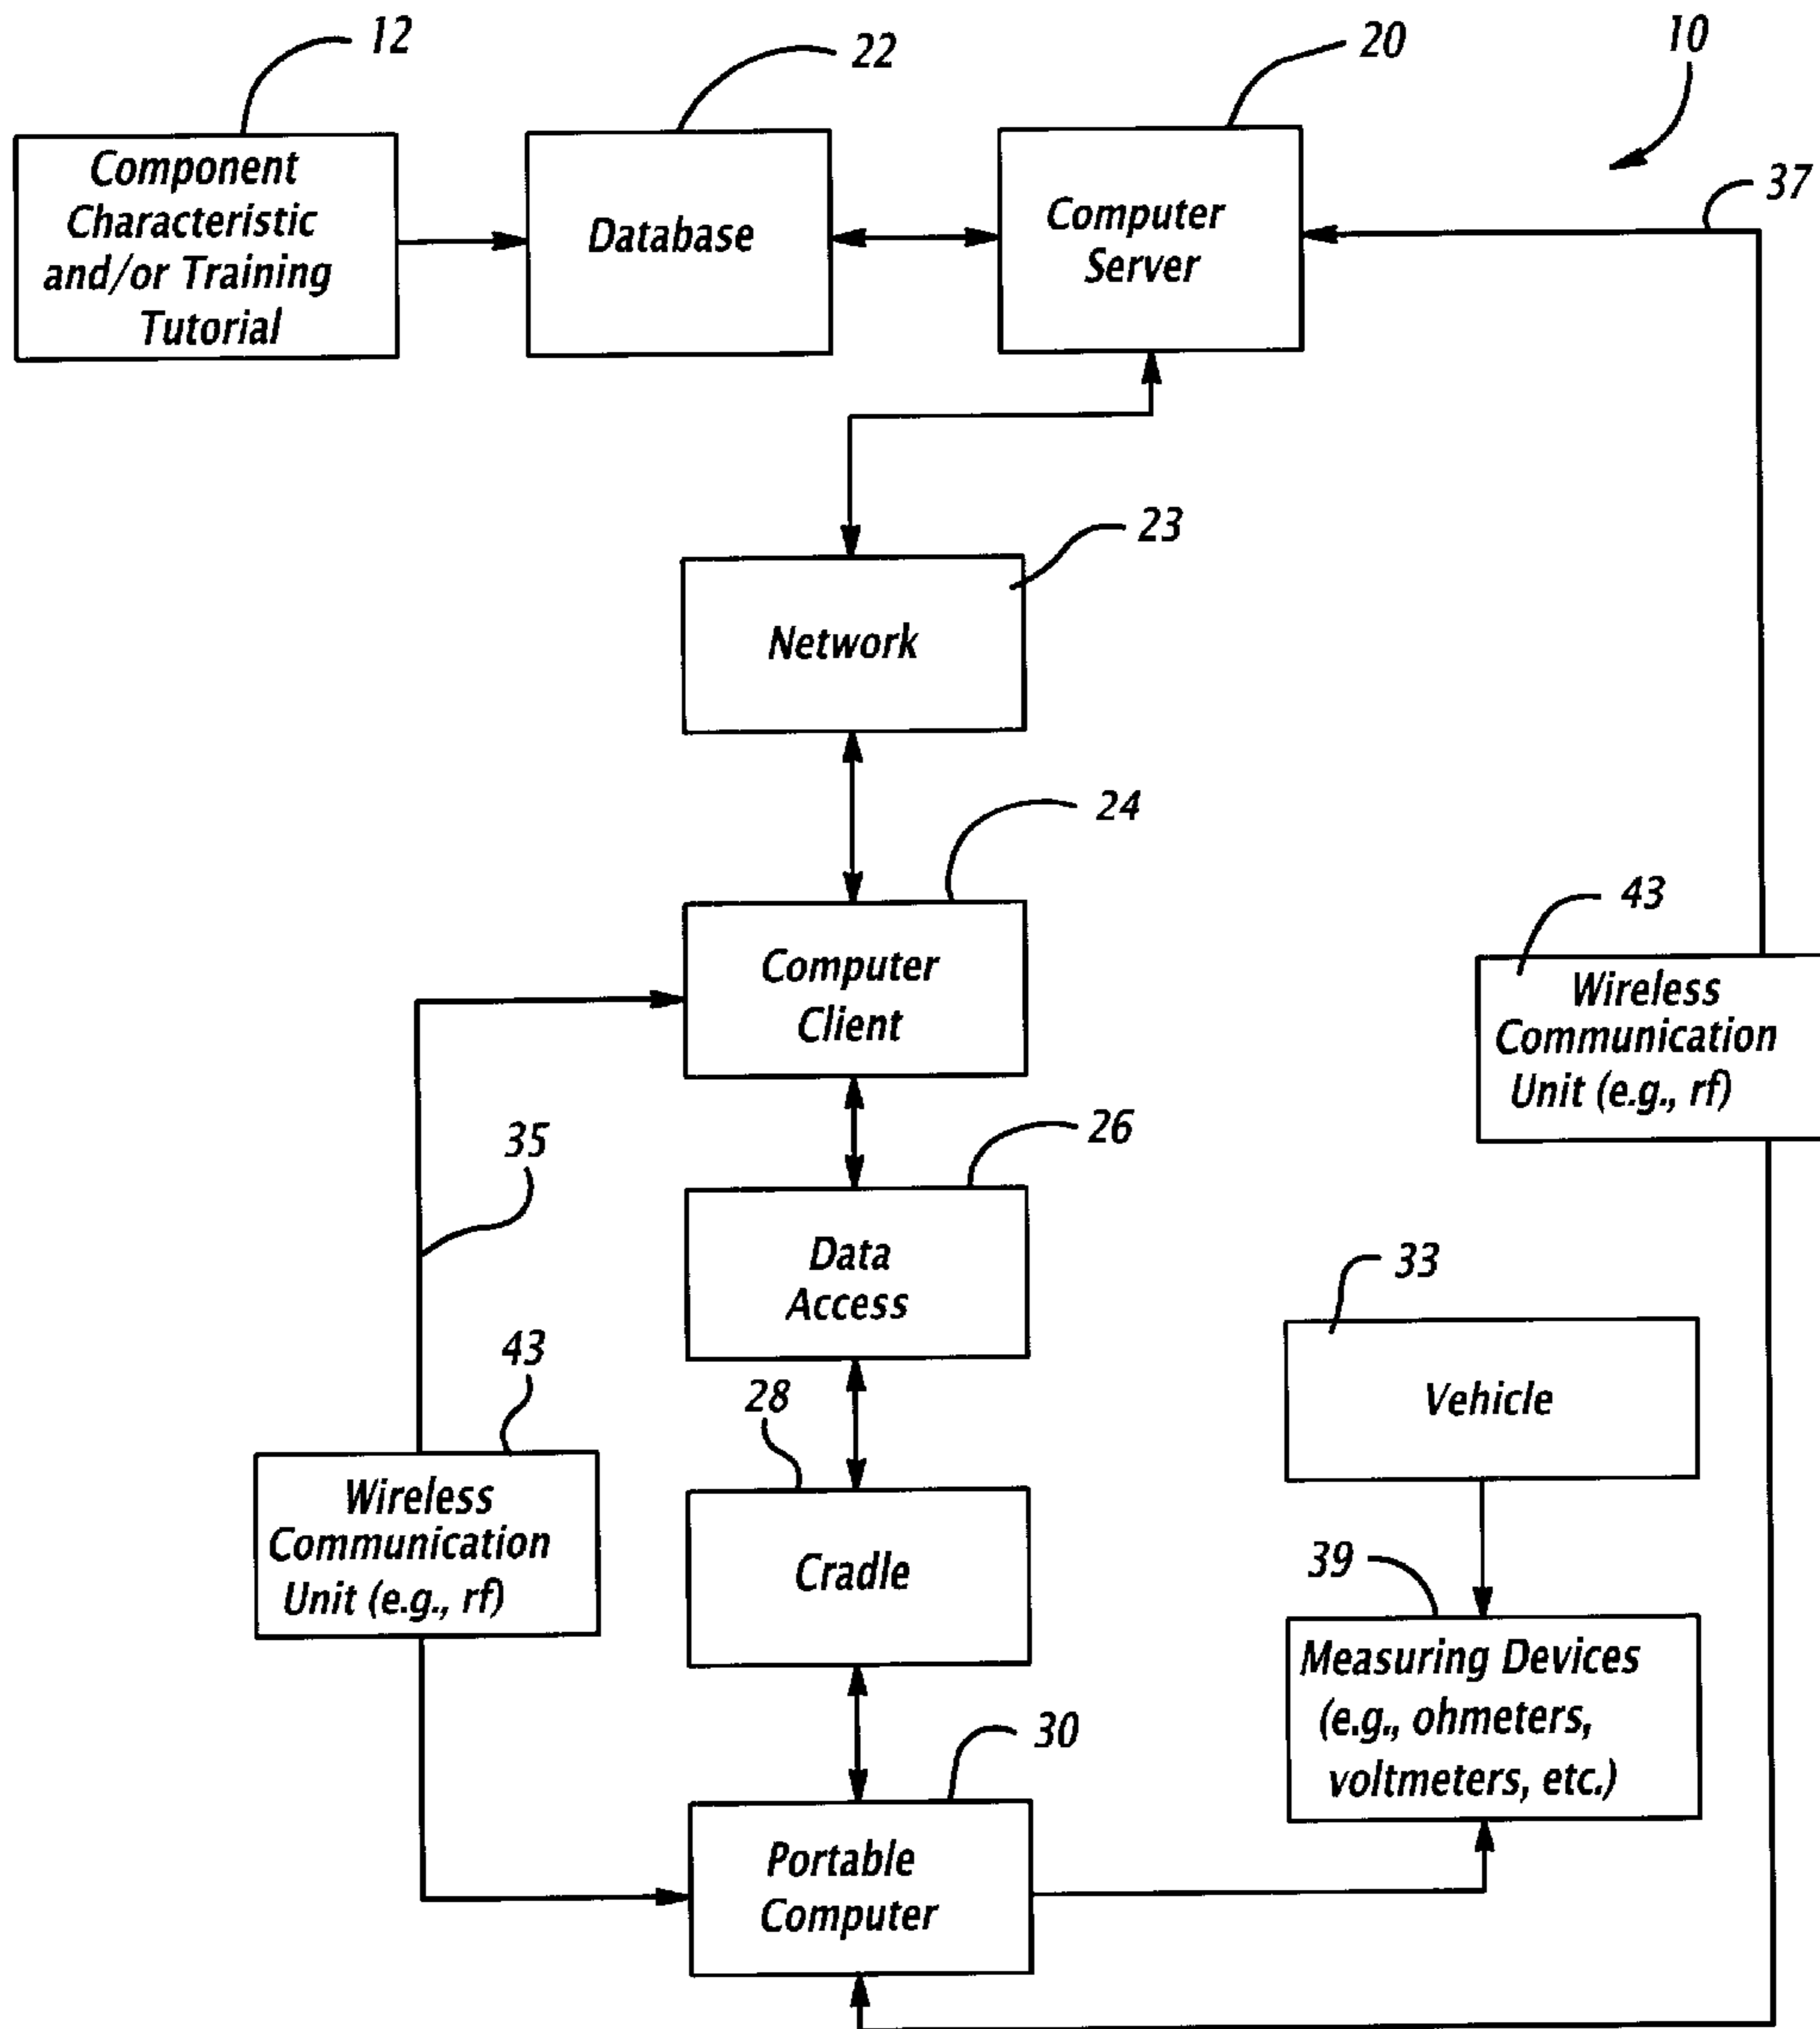 12
22
20
10
Component
Characteristic
and/or Training
Tutorial
Database
Computer
Server
37
23
Network
24
Computer
Client
43
Wireless
Communication
Unit (e.g., rf)
35
26
Data
Access
33
Vehicle
43
Wireless
Communication
Unit (e.g., rf)
28
Cradle
39
Measuring Devices
(e.g., ohmeters,
voltmeters, etc.)
30
Portable
Computer